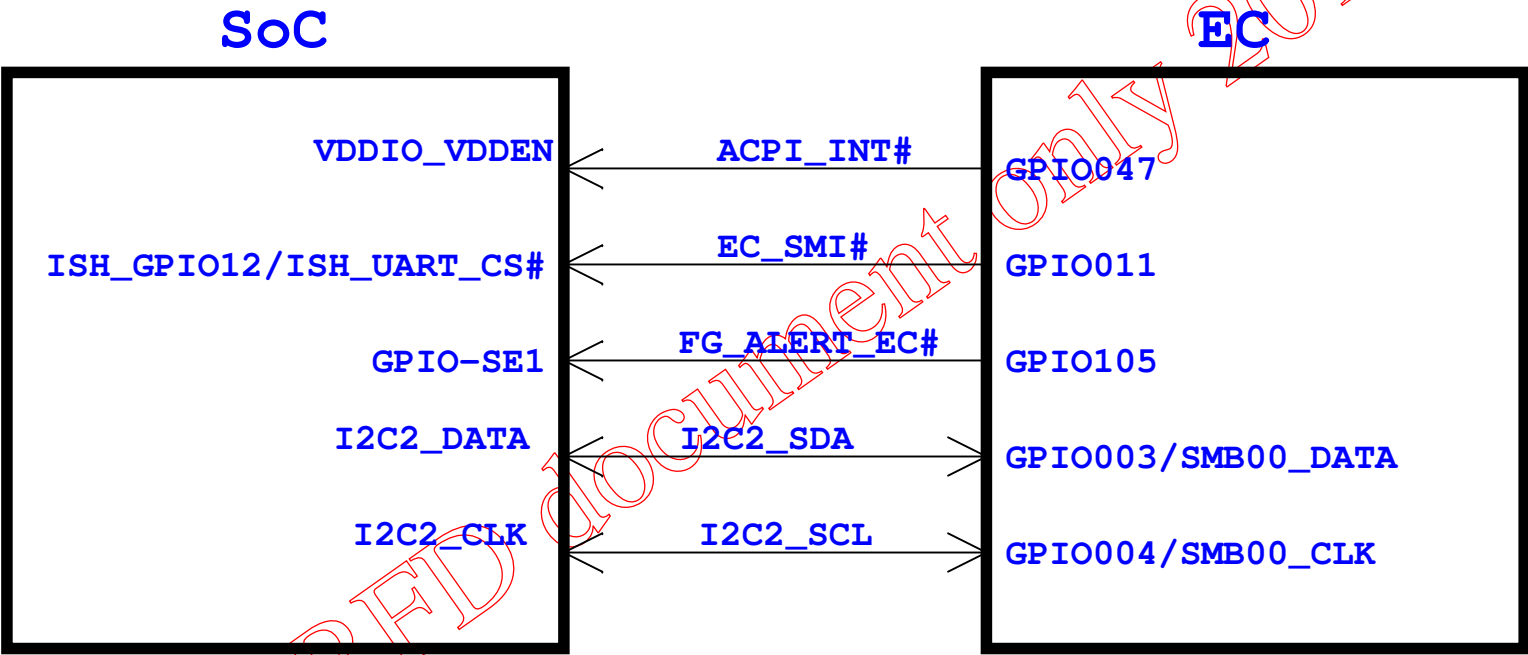 SoC EC
VDDIO_VDDEN ACPI_INT# GPIO047
ISH_GPIO12/ISH_UART_CS# EC_SMI# GPIO011
GPIO-SE1 FG_ALERT_EC# GPIO105
I2C2_DATA I2C2_SDA GPIO003/SMB00_DATA
I2C2_CLK I2C2_SCL GPIO004/SMB00_CLK
document only